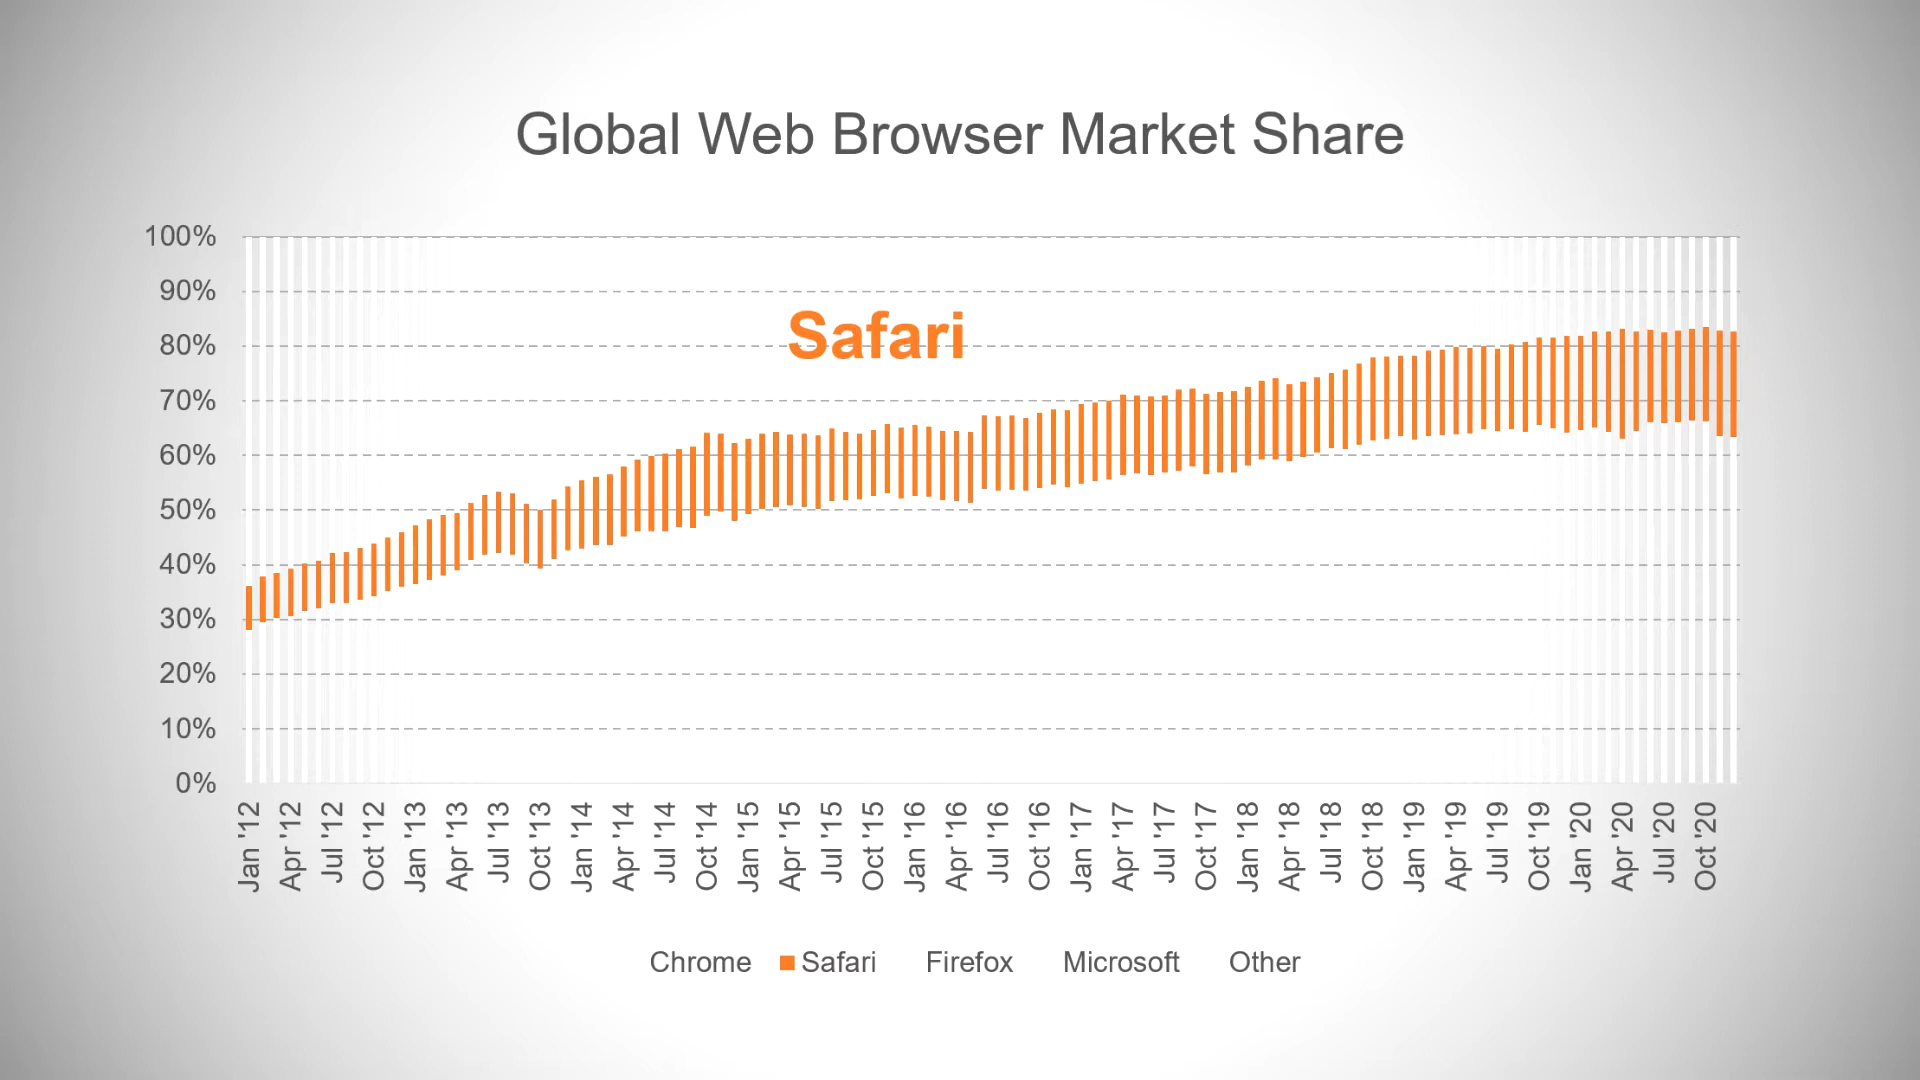 Global Web Browser Market Share
100%
90%
Safari
80%
70%
60%
50%
40%
30%
20%
10%
0%
Jan '12
Apr '12
Jul '12
Oct '12
Jan '13
Apr '13
Jul '13
Oct '13
Jan '14
Apr '14
Jul '14
Oct '14
Jan '15
Apr '15
Jul '15
Oct '15
Jan '16
Apr '16
Jul '16
Oct '16
Jan '17
Apr '17
Jul '17
Oct '17
Jan '18
Apr '18
Jul '18
Oct '18
Jan '19
Apr '19
Jul '19
Oct '19
Jan '20
Apr '20
Jul '20
Oct '20
Chrome Safari Firefox Microsoft Other